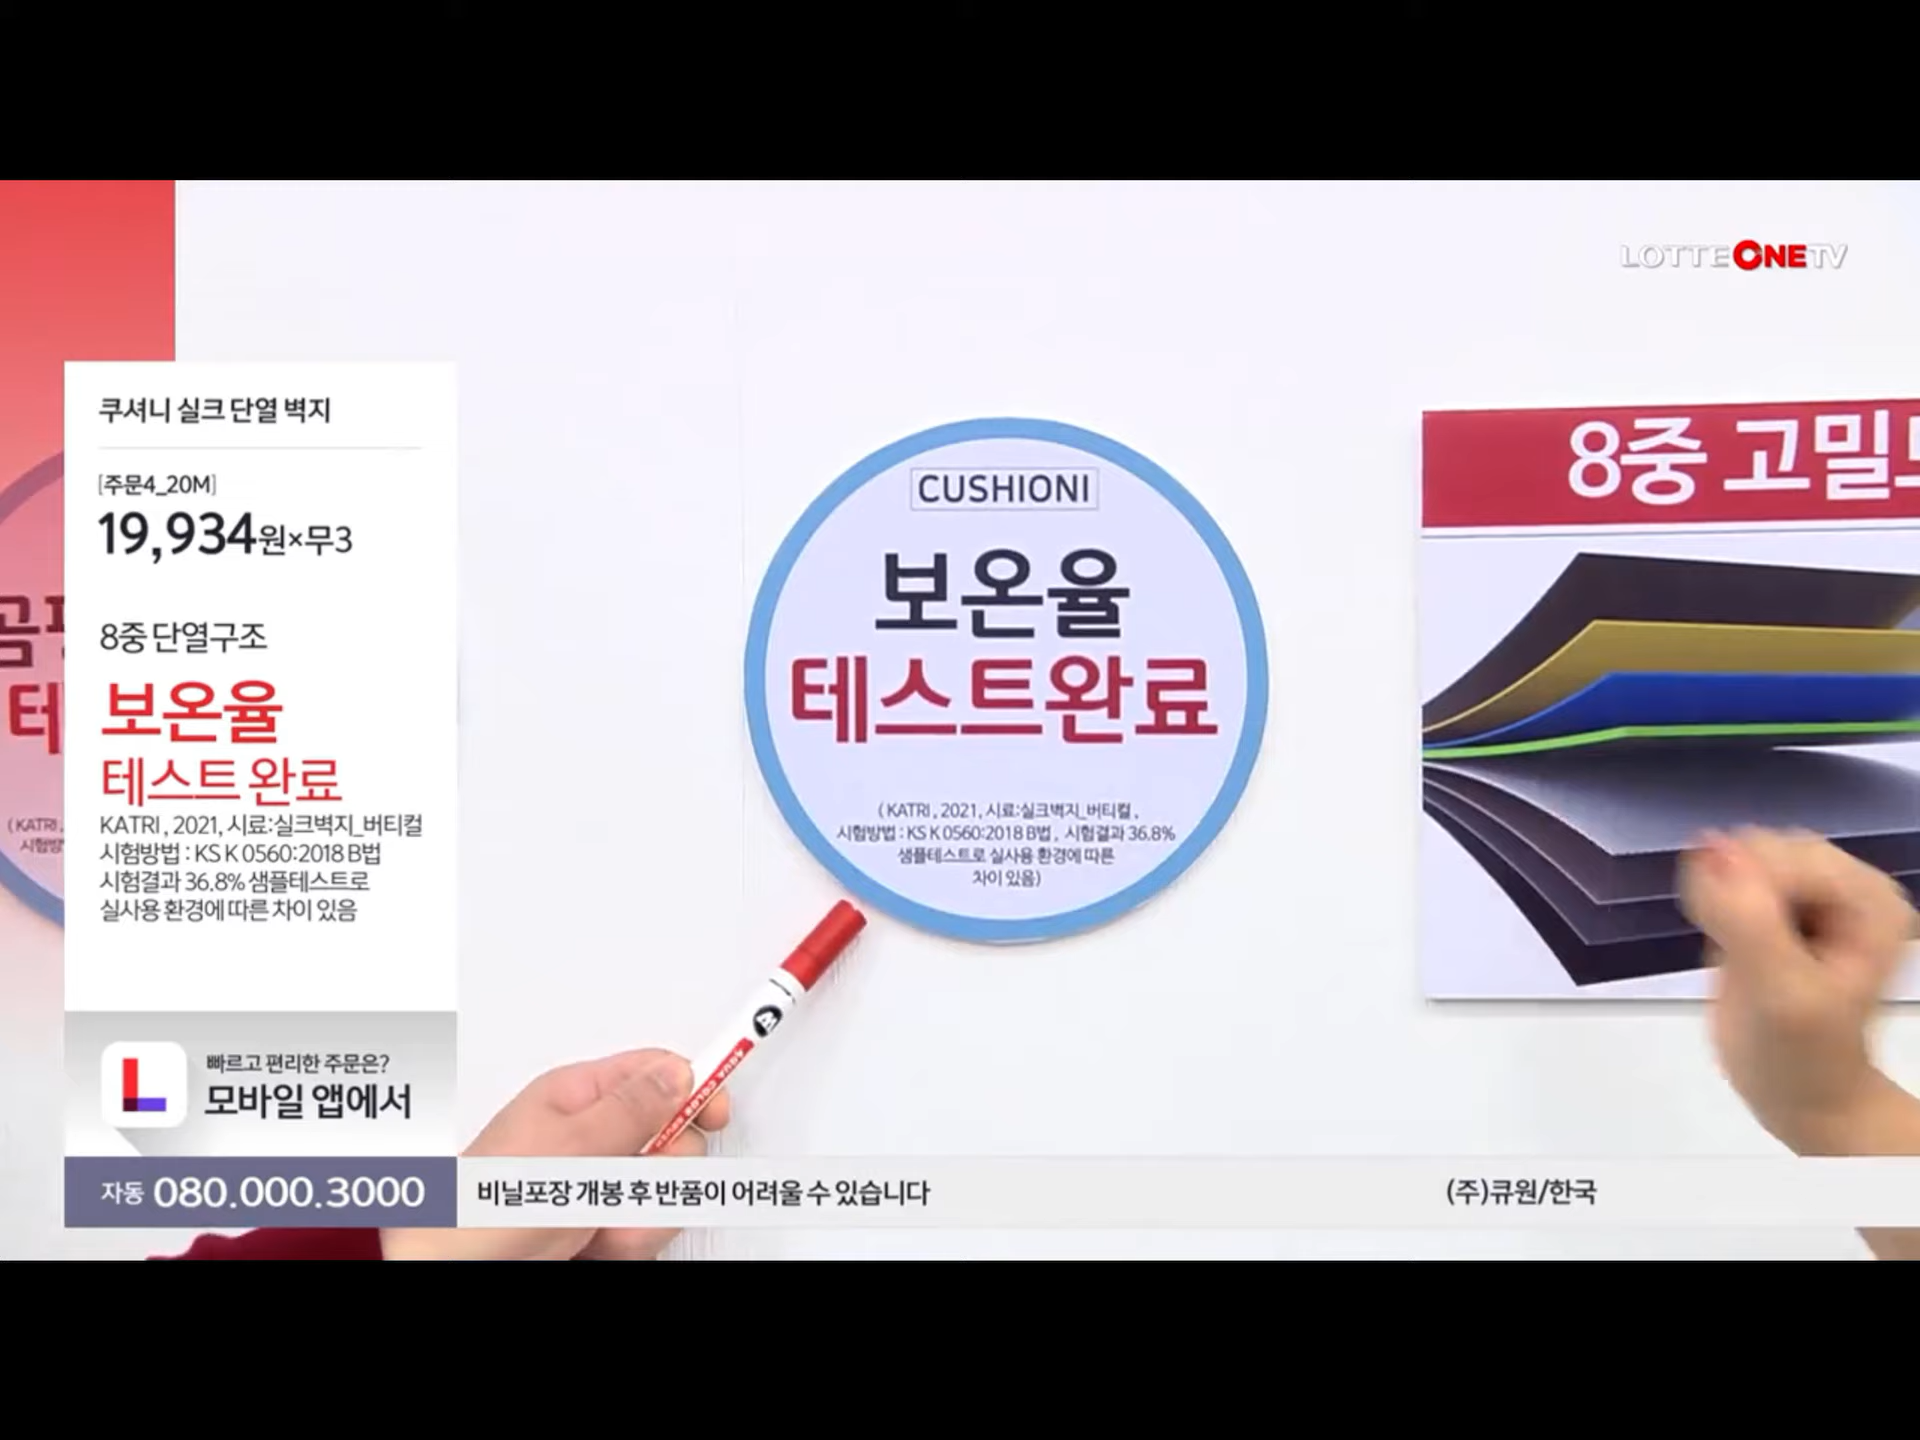 LOTTE ONE TV
쿠셔니 실크 단열 벽지
[주문4_20M]
19,934원×무3
8중 단열구조
보온율
테스트 완료
KATRI , 2021, 시료:실크벽지_버티컬
시험방법 : KS K 0560:2018 B법
시험결과 36.8% 샘플테스트로
실사용 환경에 따른 차이 있음
빠르고 편리한 주문은?
모바일 앱에서
자동 080.000.3000
비닐포장 개봉 후 반품이 어려울 수 있습니다
(주)큐원/한국
CUSHIONI
보온율
테스트완료
( KATRI , 2021, 시료:실크벽지_버티컬 ,
시험방법 : KS K 0560:2018 B법 , 시험결과 36.8%
샘플테스트로 실사용 환경에 따른
차이 있음)
8중 고밀
(KATRI,
시험방